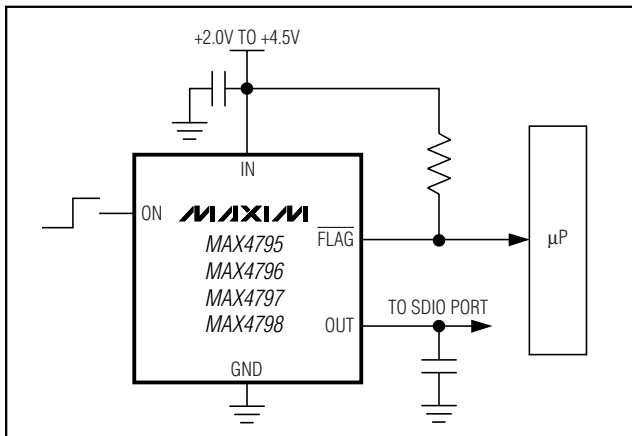 +2.0V TO +4.5V
IN
ON
MAXIM
MAX4795
MAX4796
MAX4797
MAX4798
FLAG
µP
TO SDIO PORT
OUT
GND